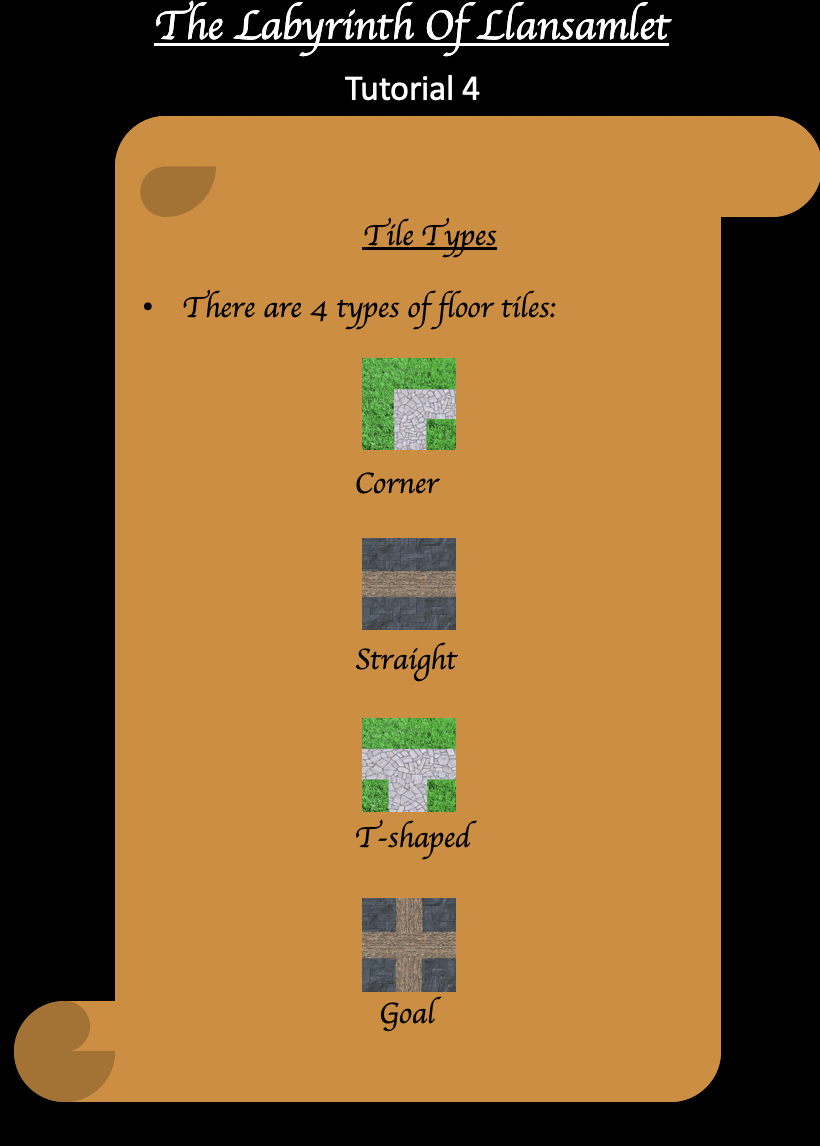 The Labyrinth Of Llansamlet
Tutorial 4
Tile Types
• There are 4 types of floor tiles:
Corner
Straight
T-shaped
Goal